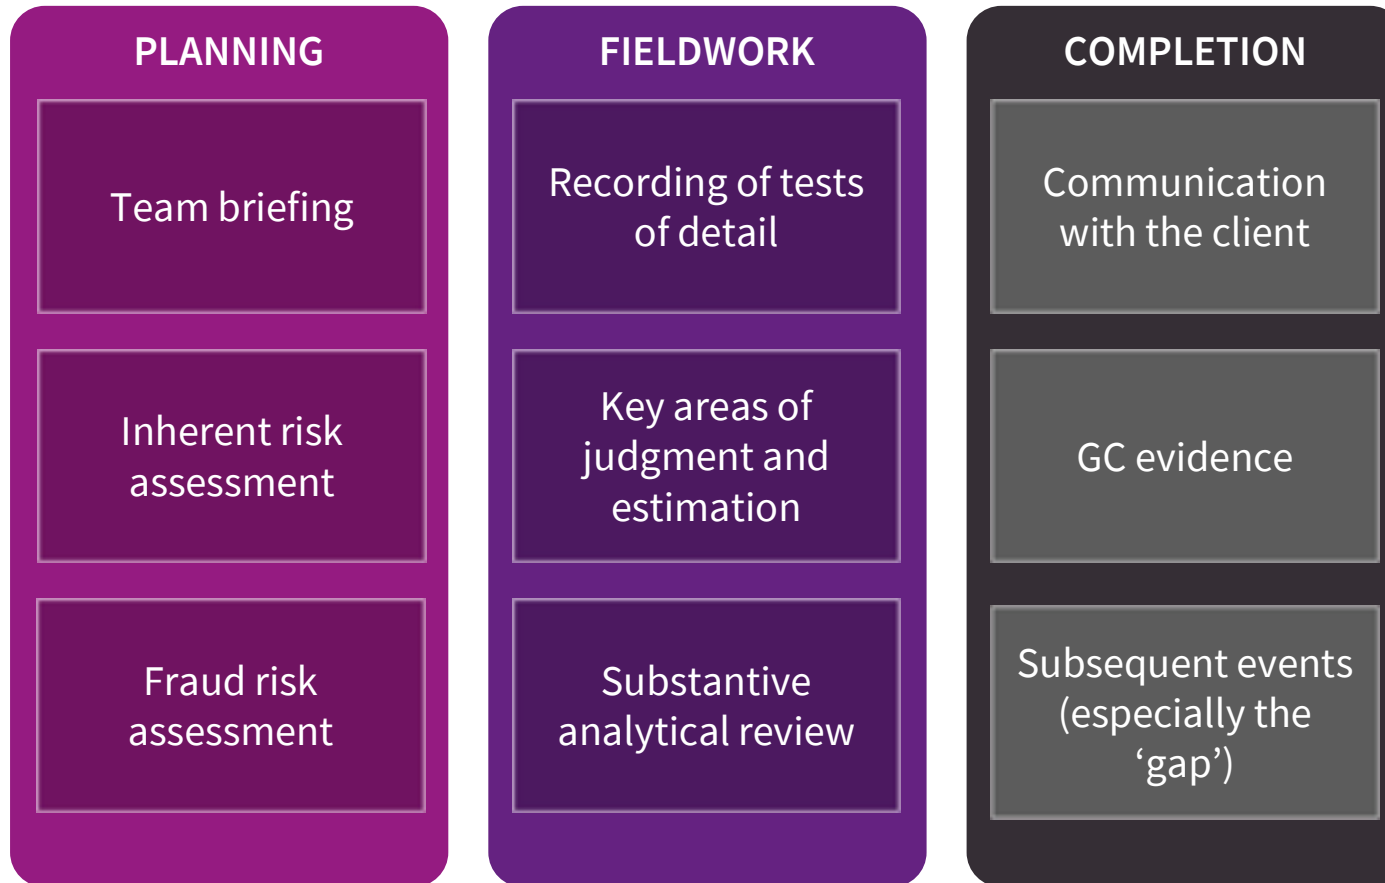 PLANNING
Team briefing
Inherent risk
assessment
Fraud risk
assessment
FIELDWORK
Recording of tests
of detail
Key areas of
judgment and
estimation
Substantive
analytical review
COMPLETION
Communication
with the client
GC evidence
Subsequent events
(especially the
‘gap’)